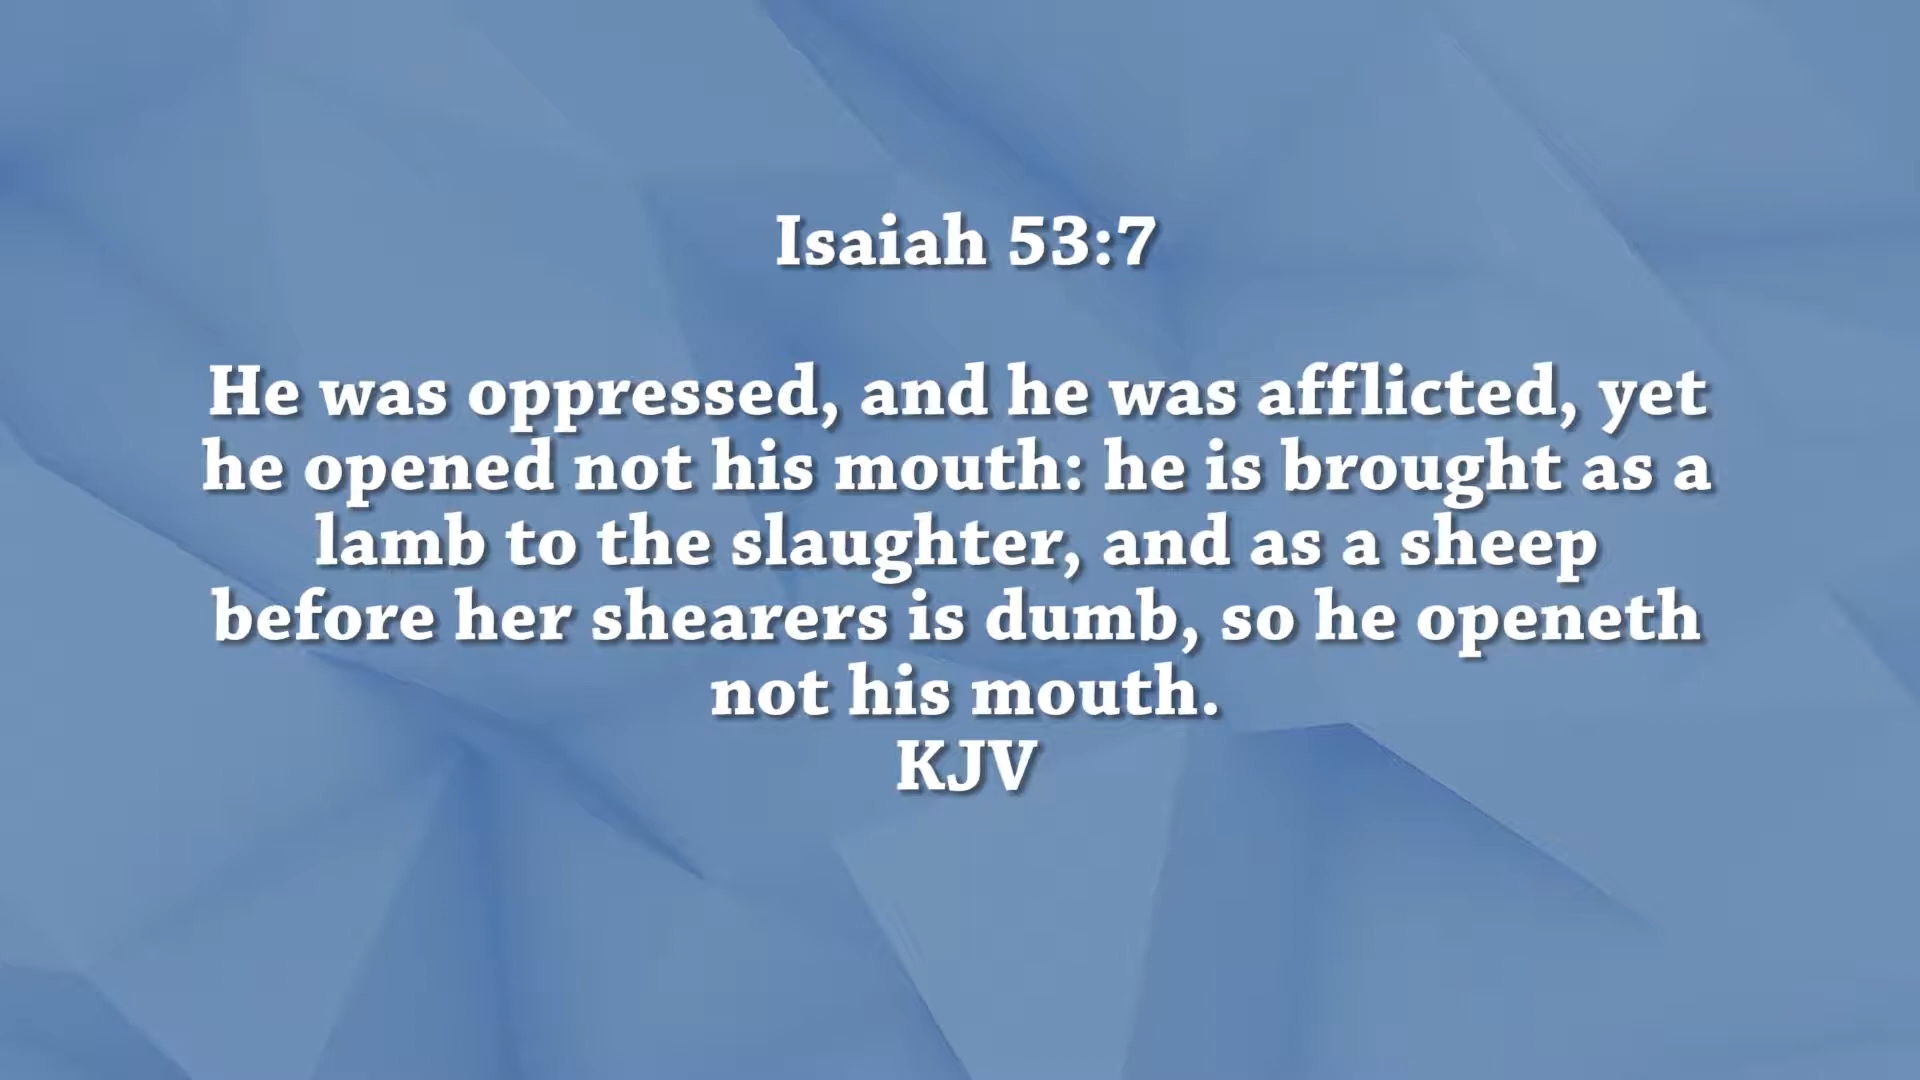 Isaiah 53:7
He was oppressed, and he was afflicted, yet
he opened not his mouth: he is brought as a
lamb to the slaughter, and as a sheep
before her shearers is dumb, so he openeth
not his mouth.
KJV